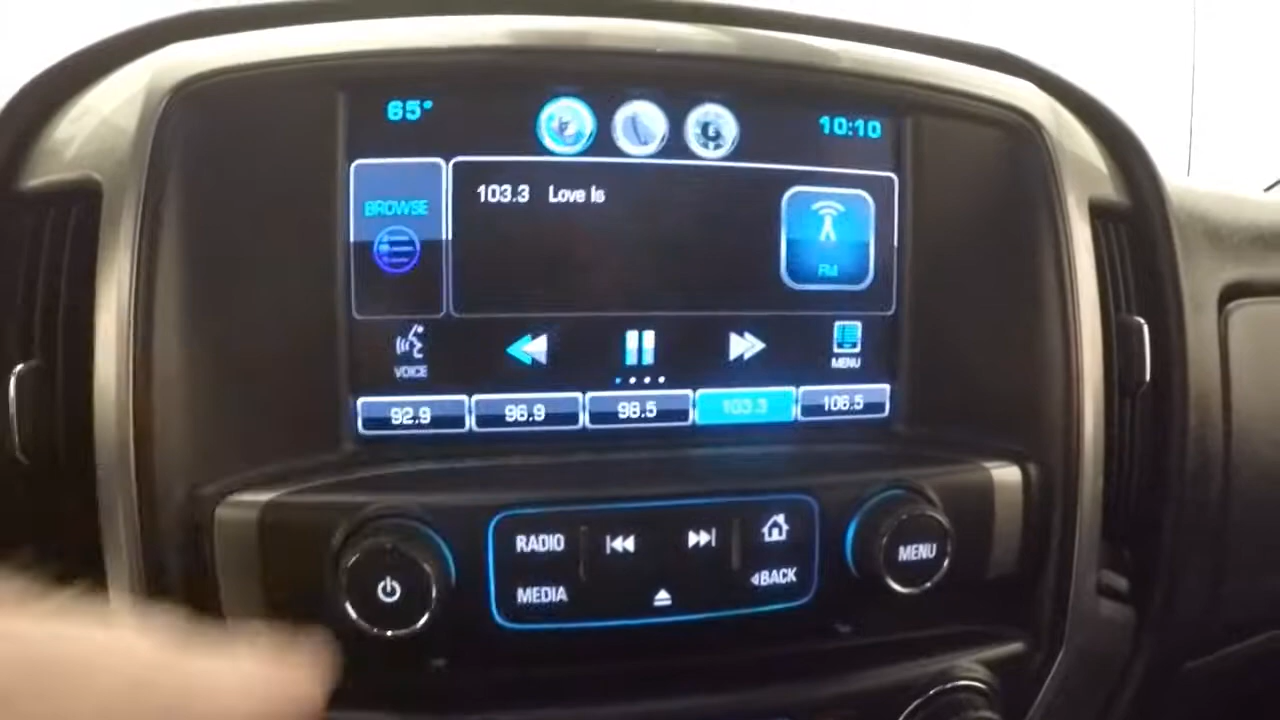 65°
10:10
BROWSE
103.3 Love Is
FM
VOICE
MENU
92.9
96.9
98.5
103.3
106.5
RADIO
MEDIA
BACK
MENU